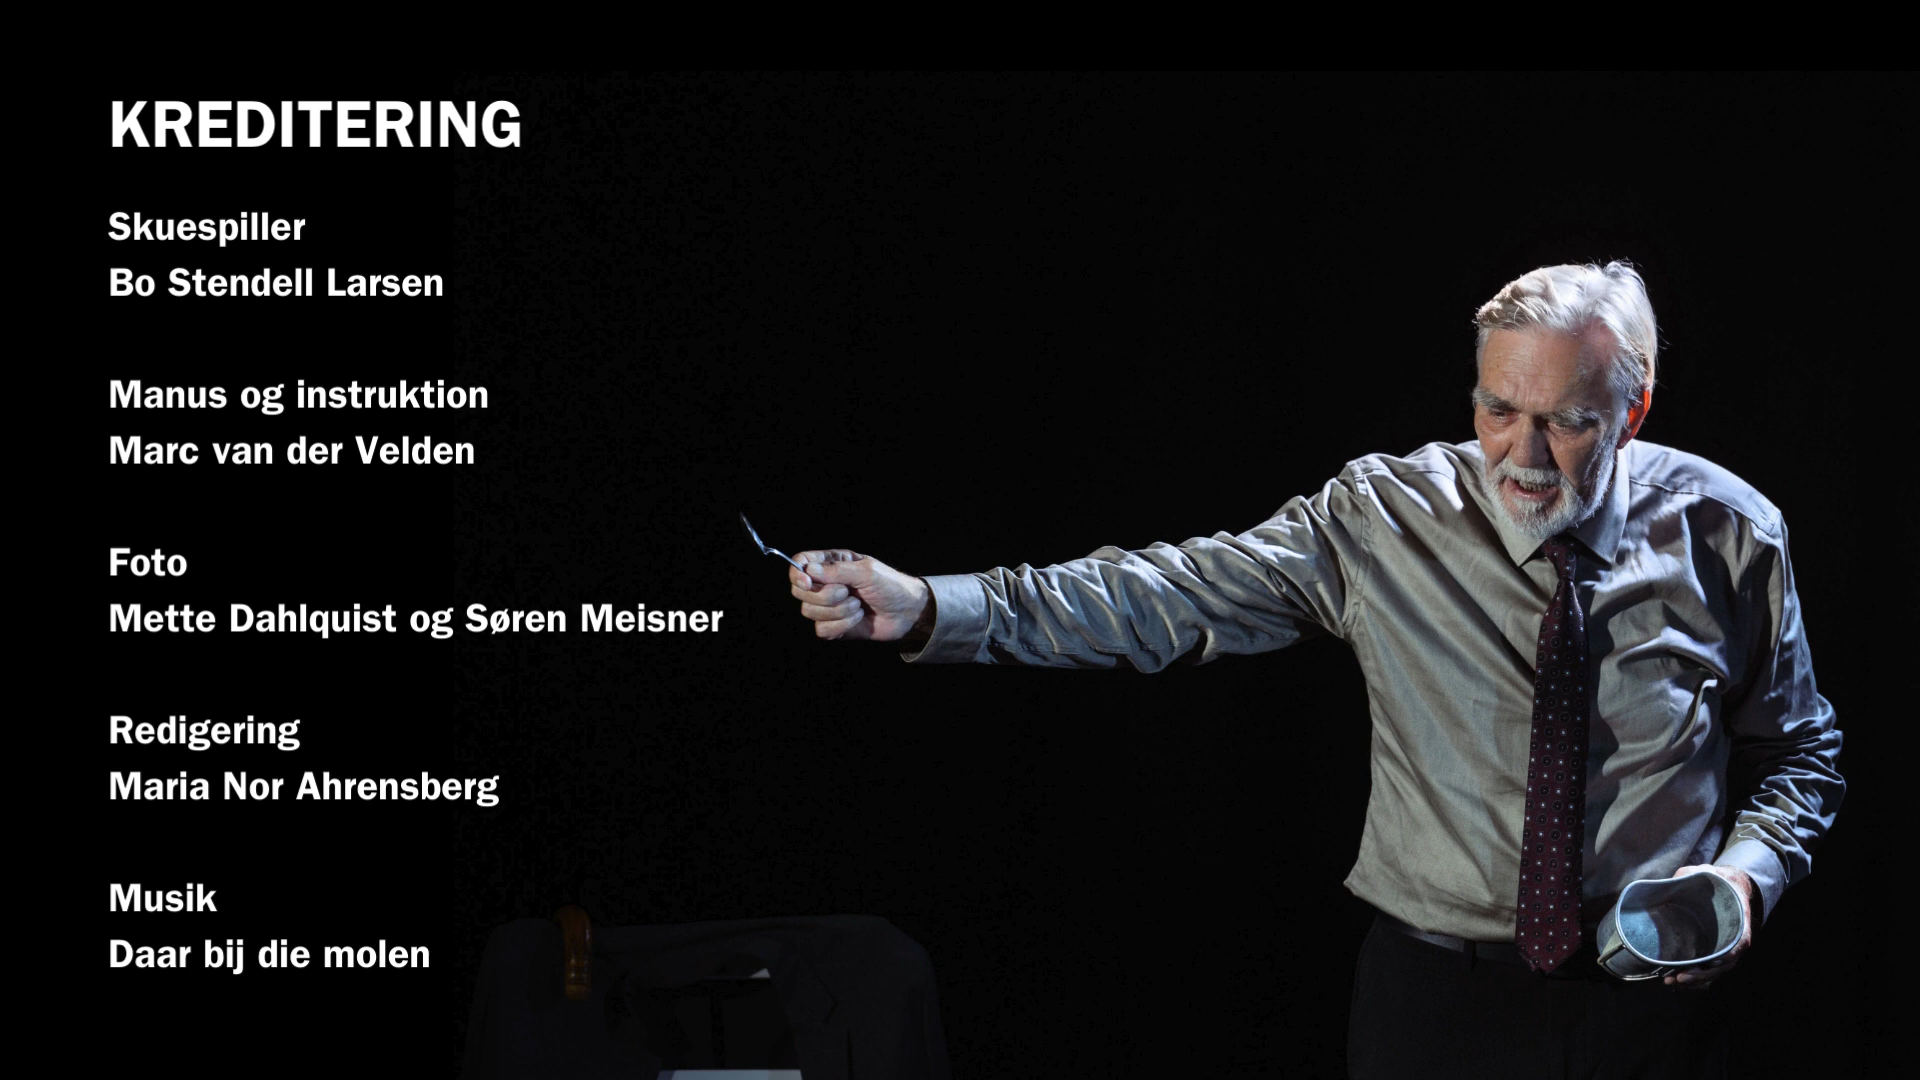 KREDITERING
Skuespiller
Bo Stendell Larsen
Manus og instruktion
Marc van der Velden
Foto
Mette Dahlquist og Søren Meisner
Redigering
Maria Nor Ahrensberg
Musik
Daar bij die molen